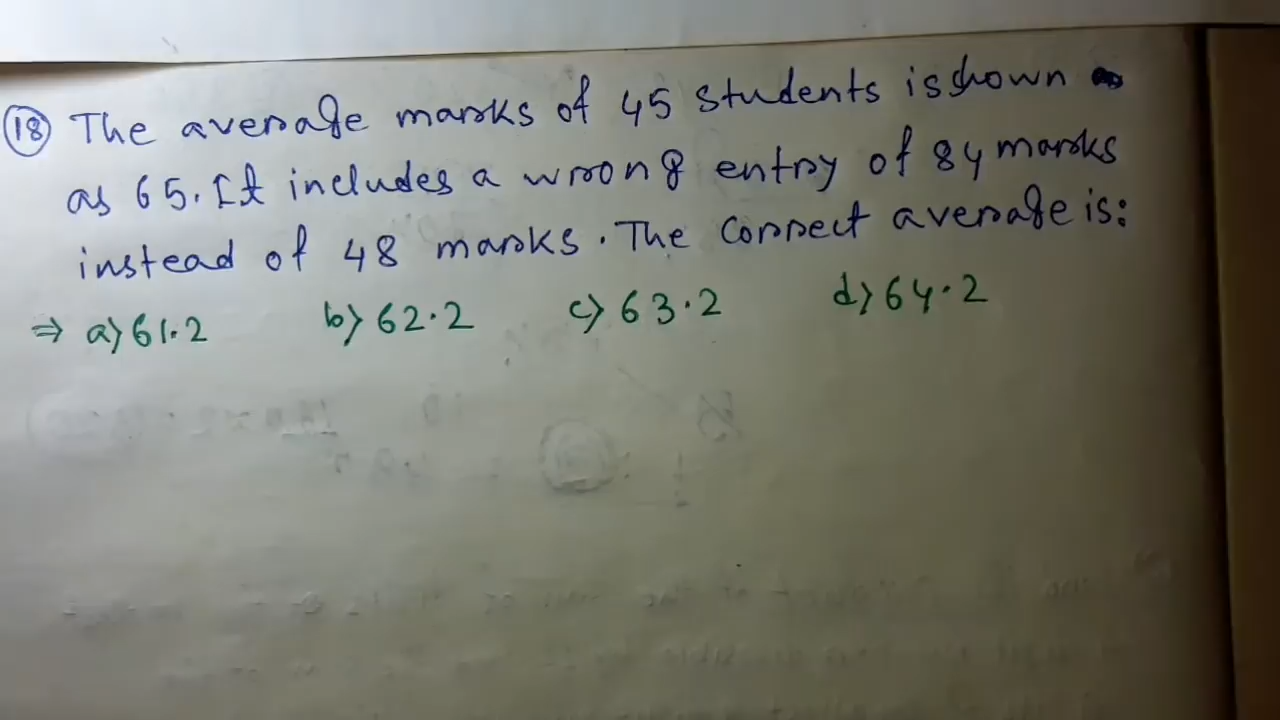 18 The average marks of 45 students is shown
as 65. It includes a wrong entry of 84 marks
instead of 48 marks. The correct average is:
⇒ a) 61.2 b) 62.2 c) 63.2 d) 64.2